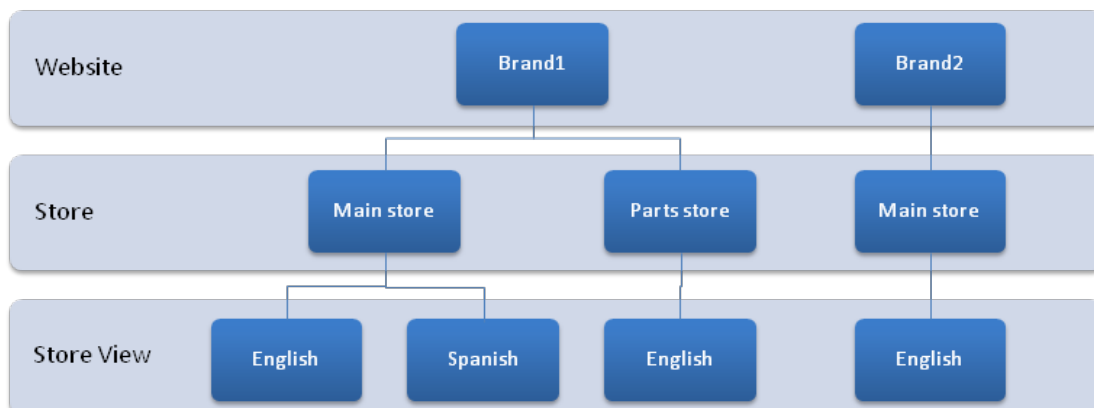 Website
Brand1
Brand2
Store
Main store
Parts store
Main store
Store View
English
Spanish
English
English